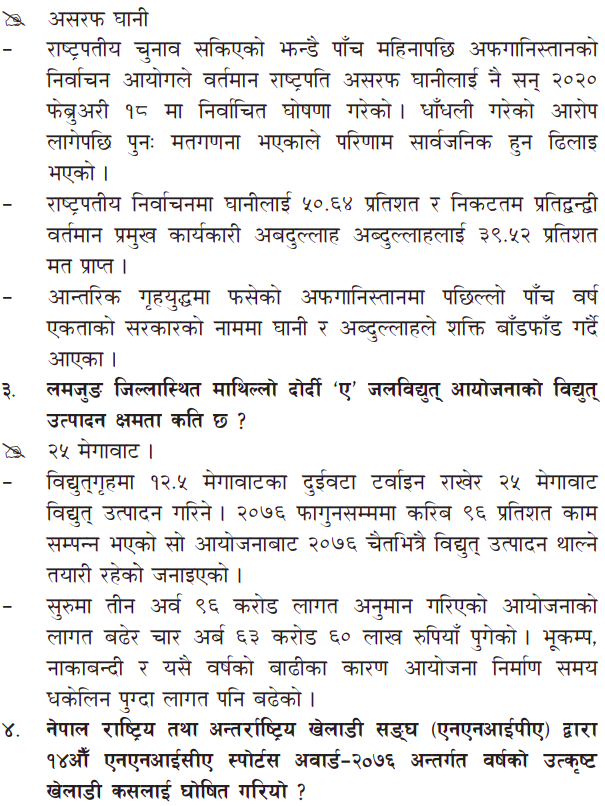 असरफ घानी
– राष्ट्रपतीय चुनाव सकिएको झन्डै पाँच महिनापछि अफगानिस्तानको
निर्वाचन आयोगले वर्तमान राष्ट्रपति असरफ घानीलाई नै सन् २०२०
फेब्रुअरी १८ मा निर्वाचित घोषणा गरेको । धाँधली गरेको आरोप
लागेपछि पुनः मतगणना भएकाले परिणाम सार्वजनिक हुन ढिलाइ
भएको ।
– राष्ट्रपतीय निर्वाचनमा घानीलाई ५०.६४ प्रतिशत र निकटतम प्रतिद्वन्द्वी
वर्तमान प्रमुख कार्यकारी अबदुल्लाह अब्दुल्लाहलाई ३९.५२ प्रतिशत
मत प्राप्त ।
– आन्तरिक गृहयुद्धमा फसेको अफगानिस्तानमा पछिल्लो पाँच वर्ष
एकताको सरकारको नाममा घानी र अब्दुल्लाहले शक्ति बाँडफाँड गर्दै
आएका ।
३. लमजुङ जिल्लास्थित माथिल्लो दोर्दी ‘ए’ जलविद्युत् आयोजनाको विद्युत्
उत्पादन क्षमता कति छ ?
२५ मेगावाट ।
– विद्युत्‌गृहमा १२.५ मेगावाटका दुईवटा टर्वाइन राखेर २५ मेगावाट
विद्युत् उत्पादन गरिने । २०७६ फागुनसम्ममा करिब ९६ प्रतिशत काम
सम्पन्न भएको सो आयोजनाबाट २०७६ चैतभित्रै विद्युत् उत्पादन थाल्ने
तयारी रहेको जनाइएको ।
– सुरुमा तीन अर्व ९६ करोड लागत अनुमान गरिएको आयोजनाको
लागत बढेर चार अर्ब ६३ करोड ६० लाख रुपियाँ पुगेको । भूकम्प,
नाकाबन्दी र यसै वर्षको बाढीका कारण आयोजना निर्माण समय
धकेलिन पुग्दा लागत पनि बढेको ।
४. नेपाल राष्ट्रिय तथा अन्तर्राष्ट्रिय खेलाडी सङ्घ (एनएनआईपीए) द्वारा
१४औँ एनएनआईसीए स्पोर्टस अवार्ड–२०७६ अन्तर्गत वर्षको उत्कृष्ट
खेलाडी कसलाई घोषित गरियो ?